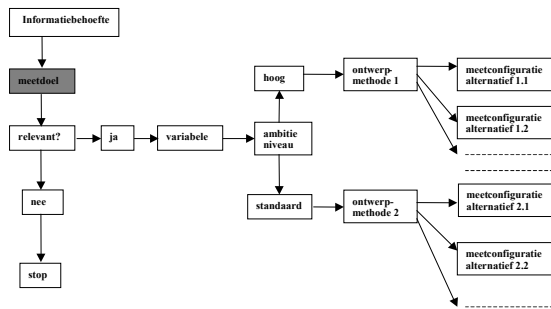 Informatiebehoefte
meetdoel
relevant?
ja
variabele
ambitie
niveau
hoog
ontwerp-
methode 1
meetconfiguratie
alternatief 1.1
meetconfiguratie
alternatief 1.2
nee
standaard
ontwerp-
methode 2
meetconfiguratie
alternatief 2.1
meetconfiguratie
alternatief 2.2
stop